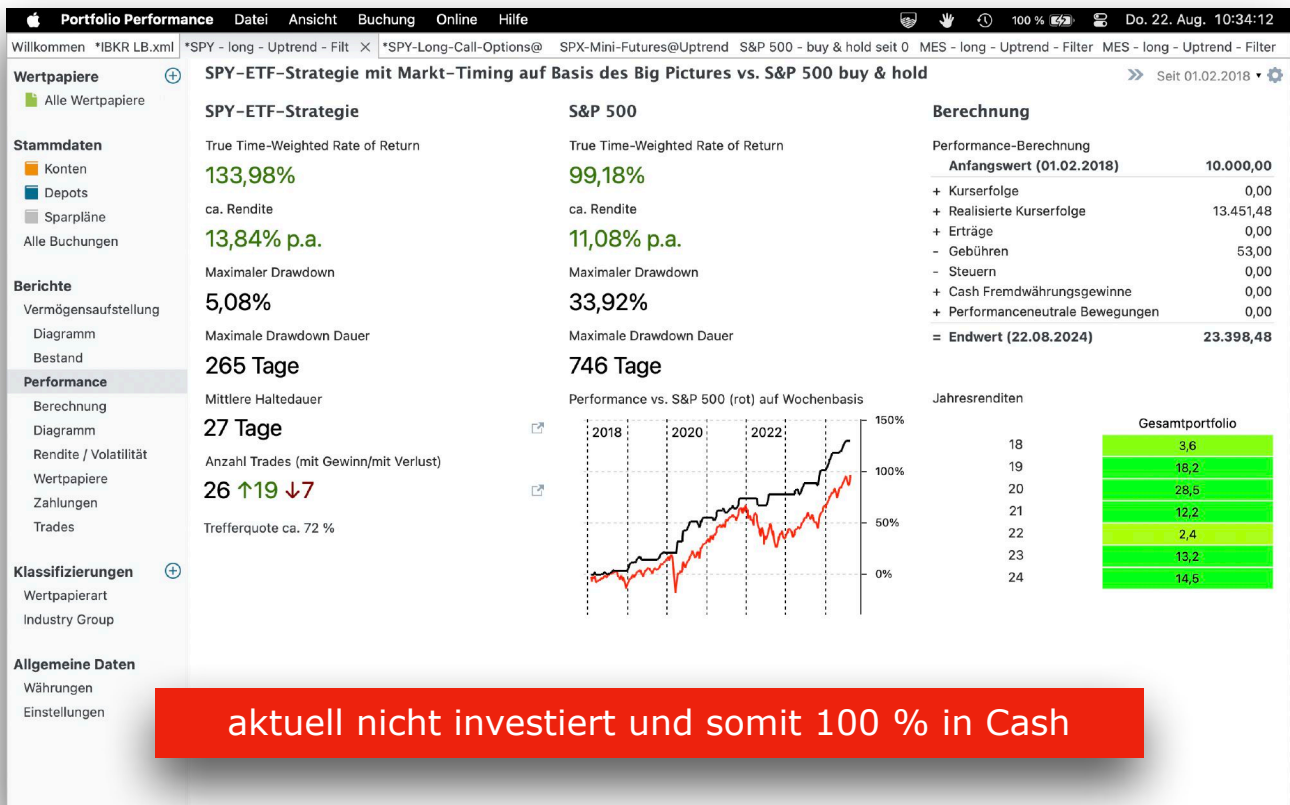 Portfolio Performance Datei Ansicht Buchung Online Hilfe 100 % Do. 22. Aug. 10:34:12
Willkommen *IBKR LB.xml *SPY - long - Uptrend - Filt *SPY-Long-Call-Options@ SPX-Mini-Futures@Uptrend S&P 500 - buy & hold seit 0 MES - long - Uptrend - Filter MES - long - Uptrend - Filter
Wertpapiere
Alle Wertpapiere
Stammdaten
Konten
Depots
Sparpläne
Alle Buchungen
Berichte
Vermögensaufstellung
Diagramm
Bestand
Performance
Berechnung
Diagramm
Rendite / Volatilität
Wertpapiere
Zahlungen
Trades
Klassifizierungen
Wertpapierart
Industry Group
Allgemeine Daten
Währungen
Einstellungen
SPY-ETF-Strategie mit Markt-Timing auf Basis des Big Pictures vs. S&P 500 buy & hold
Seit 01.02.2018
SPY-ETF-Strategie
True Time-Weighted Rate of Return
133,98%
ca. Rendite
13,84% p.a.
Maximaler Drawdown
5,08%
Maximale Drawdown Dauer
265 Tage
Mittlere Haltedauer
27 Tage
Anzahl Trades (mit Gewinn/mit Verlust)
26 ↑19 ↓7
Trefferquote ca. 72 %
S&P 500
True Time-Weighted Rate of Return
99,18%
ca. Rendite
11,08% p.a.
Maximaler Drawdown
33,92%
Maximale Drawdown Dauer
746 Tage
Performance vs. S&P 500 (rot) auf Wochenbasis
2018 2020 2022
150%
100%
50%
0%
Berechnung
Performance-Berechnung
Anfangswert (01.02.2018) 10.000,00
+ Kurserfolge 0,00
+ Realisierte Kurserfolge 13.451,48
+ Erträge 0,00
- Gebühren 53,00
- Steuern 0,00
+ Cash Fremdwährungsgewinne 0,00
+ Performanceneutrale Bewegungen 0,00
= Endwert (22.08.2024) 23.398,48
Jahresrenditen
Gesamtportfolio
18 3,6
19 18,2
20 28,5
21 12,2
22 2,4
23 13,2
24 14,5
aktuell nicht investiert und somit 100 % in Cash